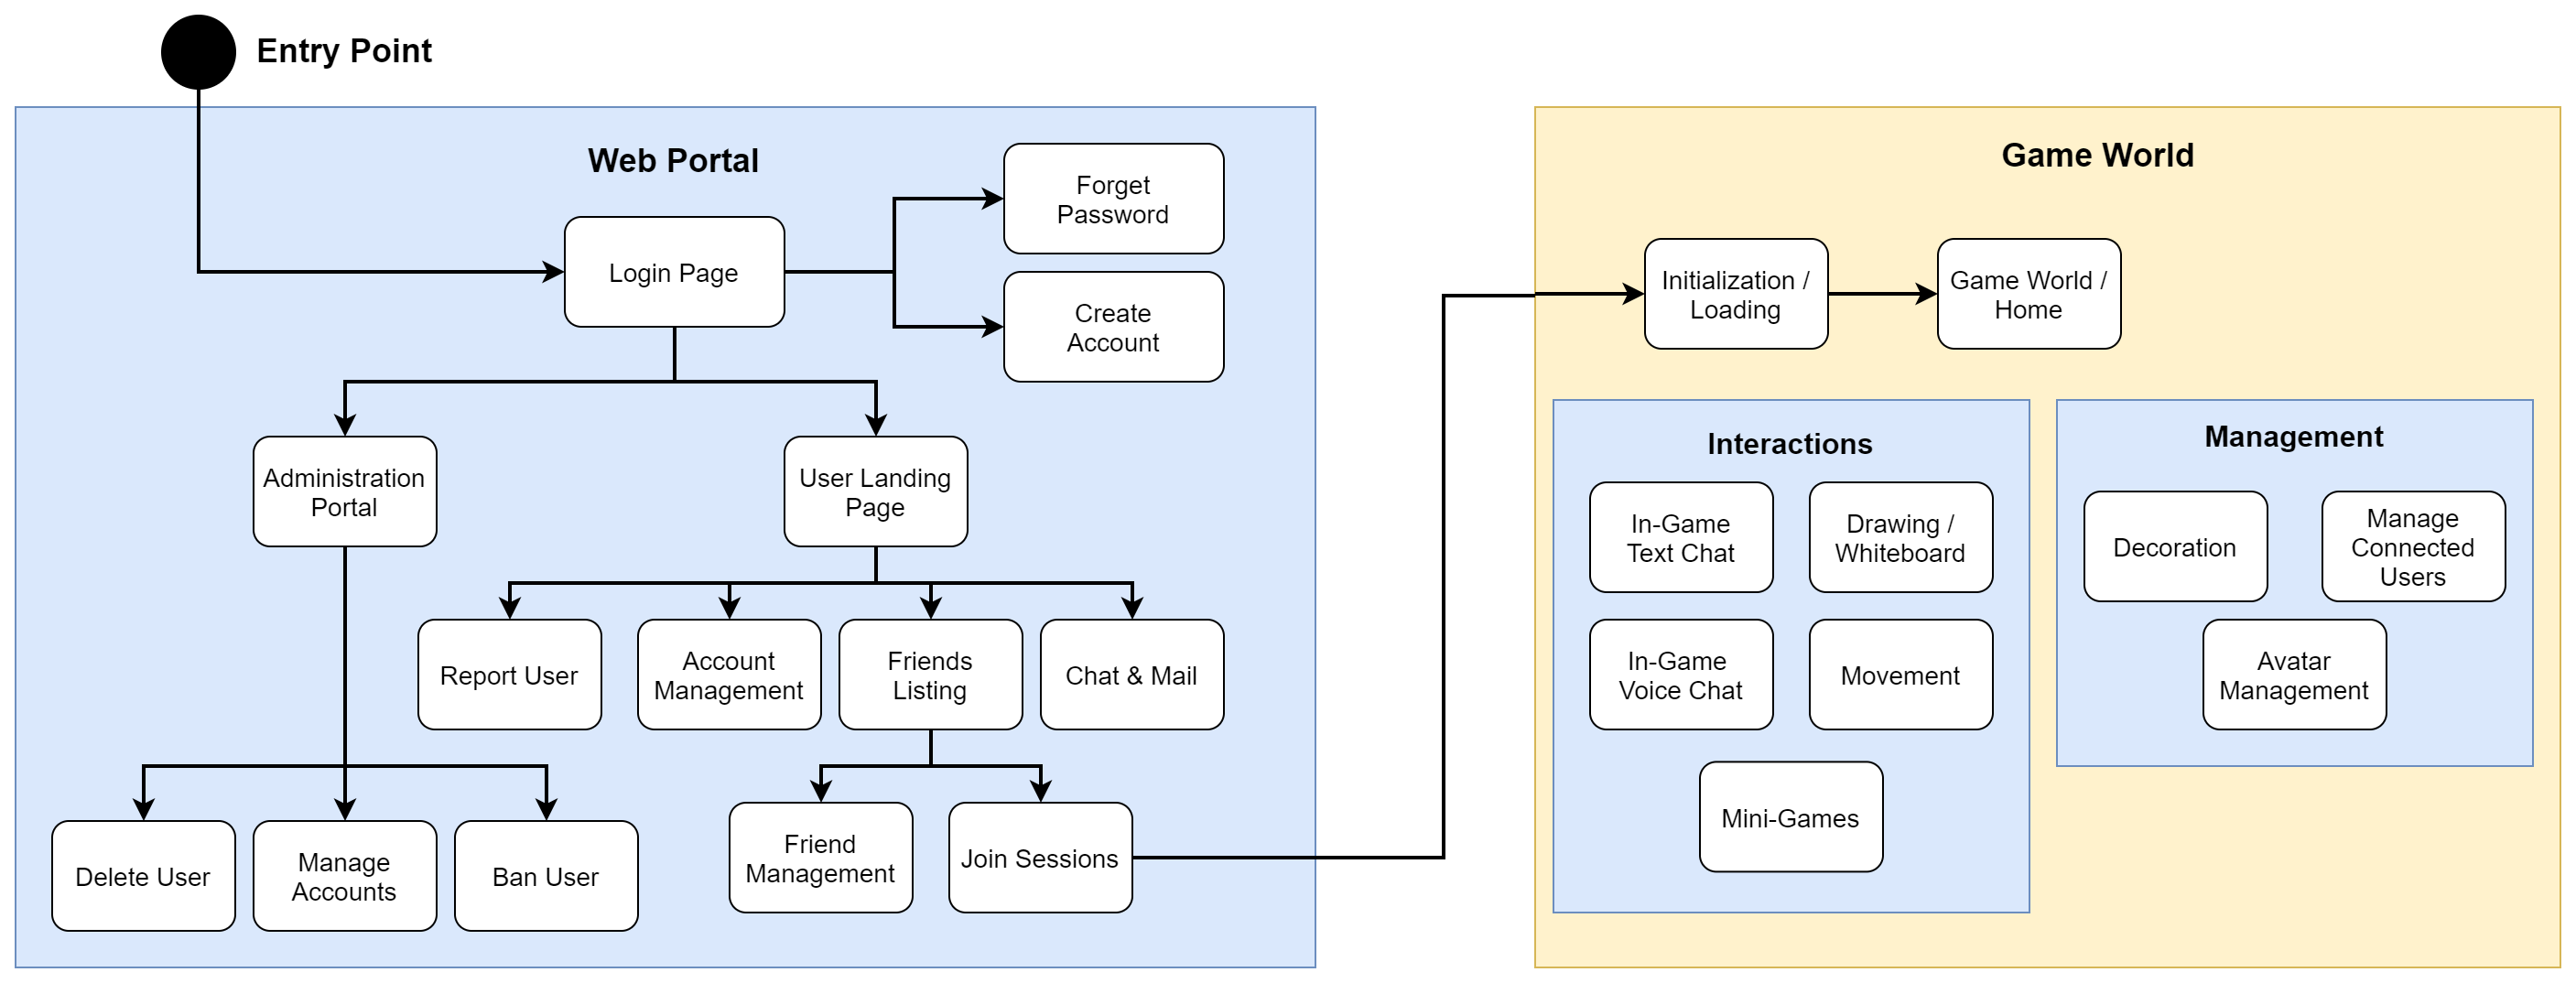 Entry Point
Web Portal
Forget
Password
Login Page
Create
Account
Administration
Portal
User Landing
Page
Report User
Account
Management
Friends
Listing
Chat & Mail
Delete User
Manage
Accounts
Ban User
Friend
Management
Join Sessions
Game World
Initialization /
Loading
Game World /
Home
Interactions
In-Game
Text Chat
Drawing /
Whiteboard
In-Game
Voice Chat
Movement
Mini-Games
Management
Decoration
Manage
Connected
Users
Avatar
Management